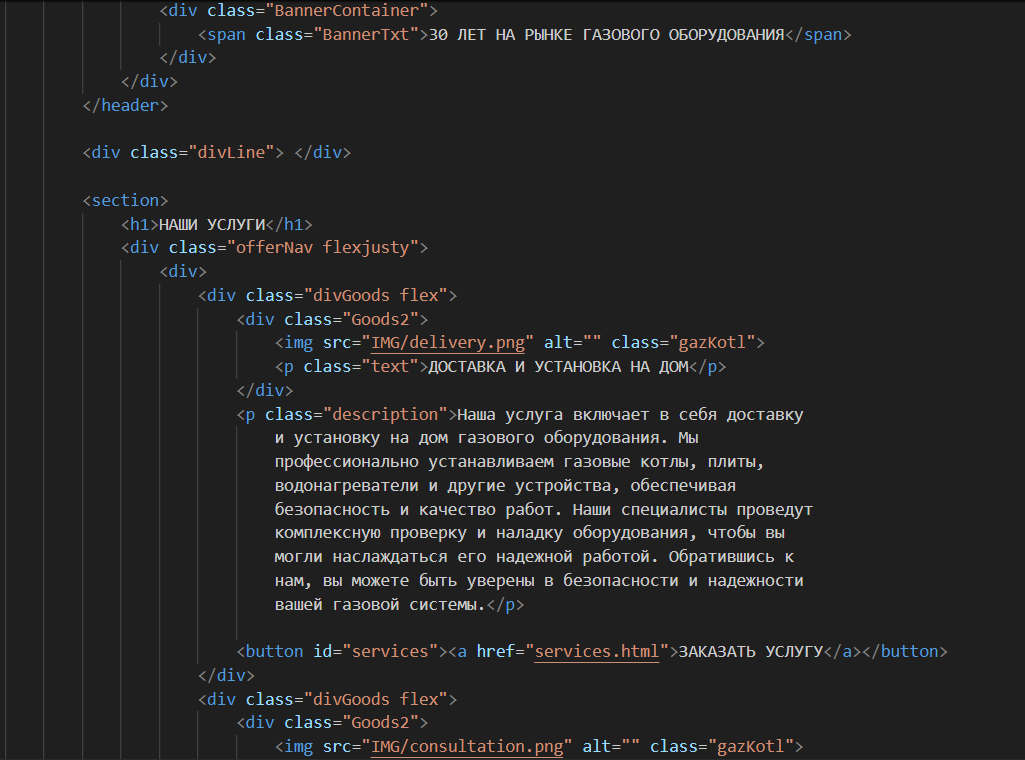 <div class="BannerContainer">
<span class="BannerTxt">30 ЛЕТ НА РЫНКЕ ГАЗОВОГО ОБОРУДОВАНИЯ</span>
</div>
</div>
</header>
<div class="divLine"> </div>
<section>
<h1>НАШИ УСЛУГИ</h1>
<div class="offerNav flexjusty">
<div>
<div class="divGoods flex">
<div class="Goods2">
<img src="IMG/delivery.png" alt="" class="gazKotl">
<p class="text">ДОСТАВКА И УСТАНОВКА НА ДОМ</p>
</div>
<p class="description">Наша услуга включает в себя доставку
и установку на дом газового оборудования. Мы
профессионально устанавливаем газовые котлы, плиты,
водонагреватели и другие устройства, обеспечивая
безопасность и качество работ. Наши специалисты проведут
комплексную проверку и наладку оборудования, чтобы вы
могли наслаждаться его надежной работой. Обратившись к
нам, вы можете быть уверены в безопасности и надежности
вашей газовой системы.</p>
<button id="services"><a href="services.html">ЗАКАЗАТЬ УСЛУГУ</a></button>
</div>
<div class="divGoods flex">
<div class="Goods2">
<img src="IMG/consultation.png" alt="" class="gazKotl">